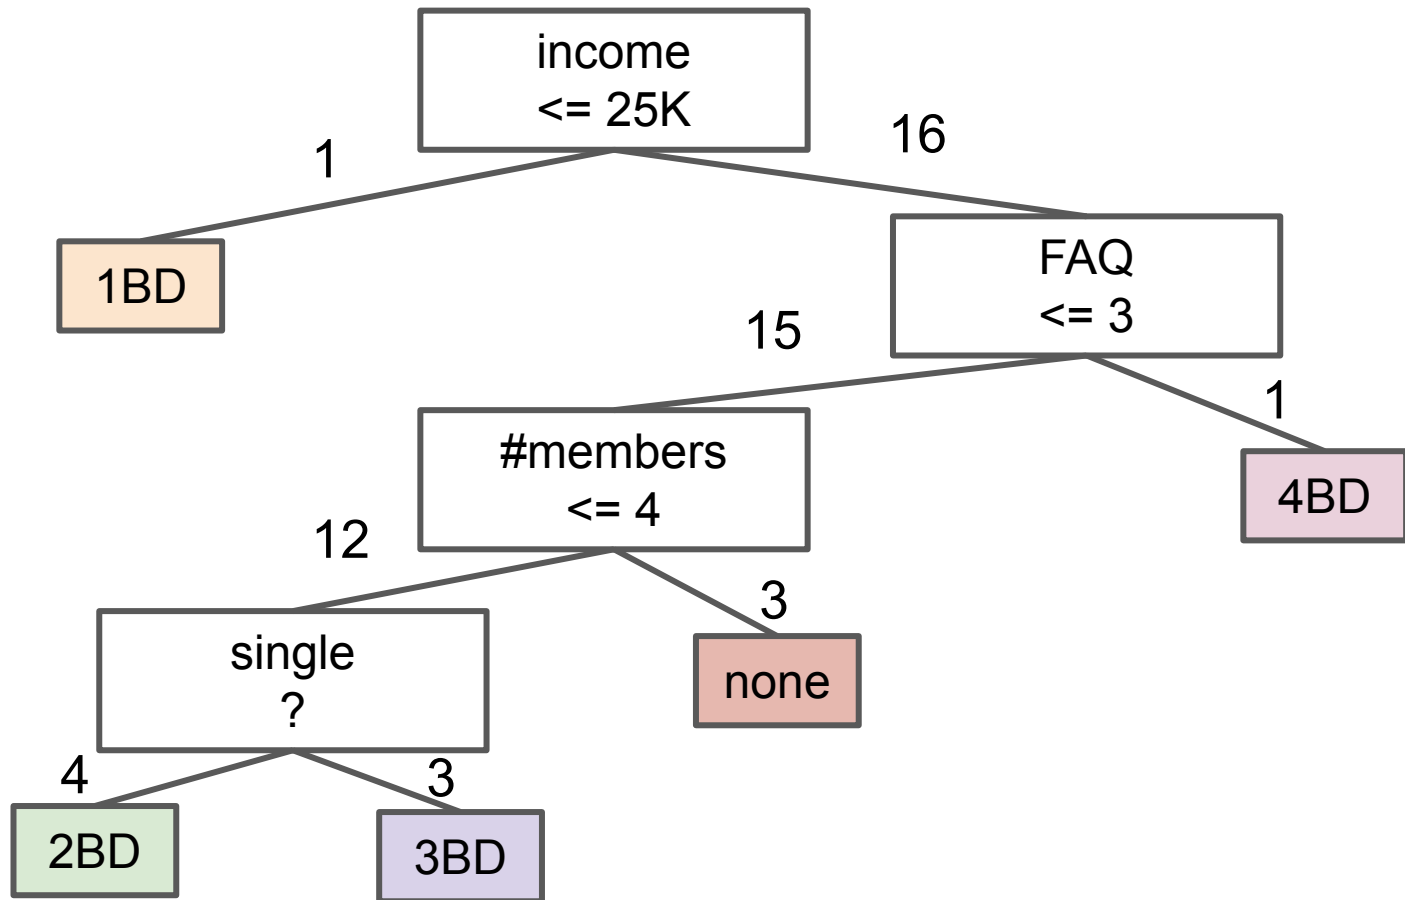 income
<= 25K
1
16
1BD
FAQ
<= 3
15
1
#members
<= 4
4BD
12
3
single
?
none
4
3
2BD
3BD